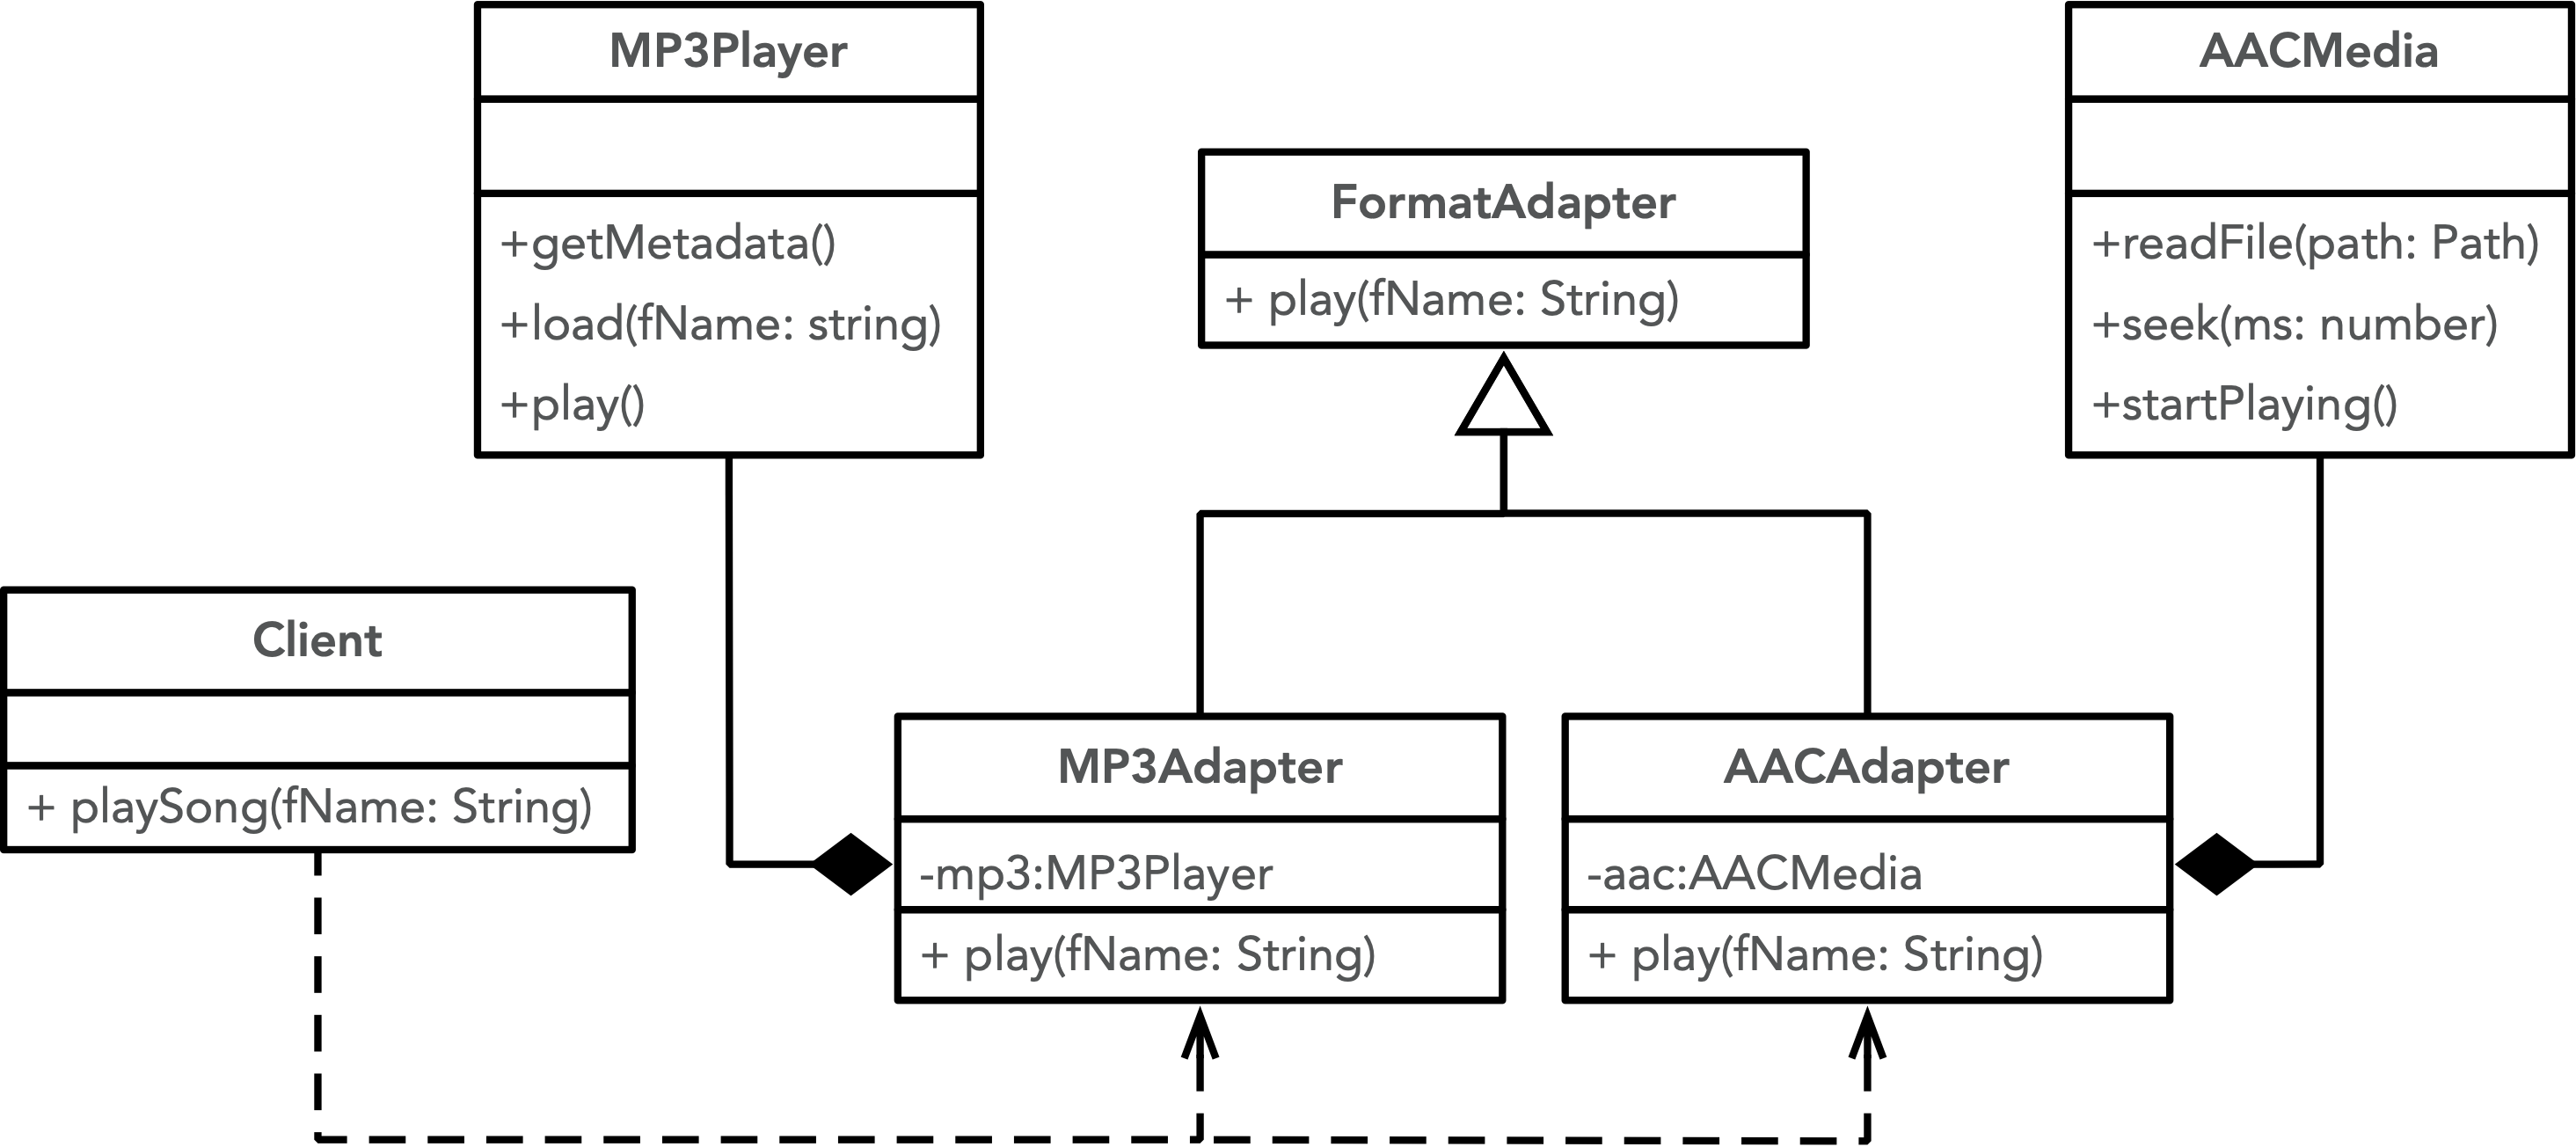 MP3Player
+getMetadata()
+load(fName: string)
+play()
FormatAdapter
+ play(fName: String)
AACMedia
+readFile(path: Path)
+seek(ms: number)
+startPlaying()
Client
+ playSong(fName: String)
MP3Adapter
-mp3:MP3Player
+ play(fName: String)
AACAdapter
-aac:AACMedia
+ play(fName: String)